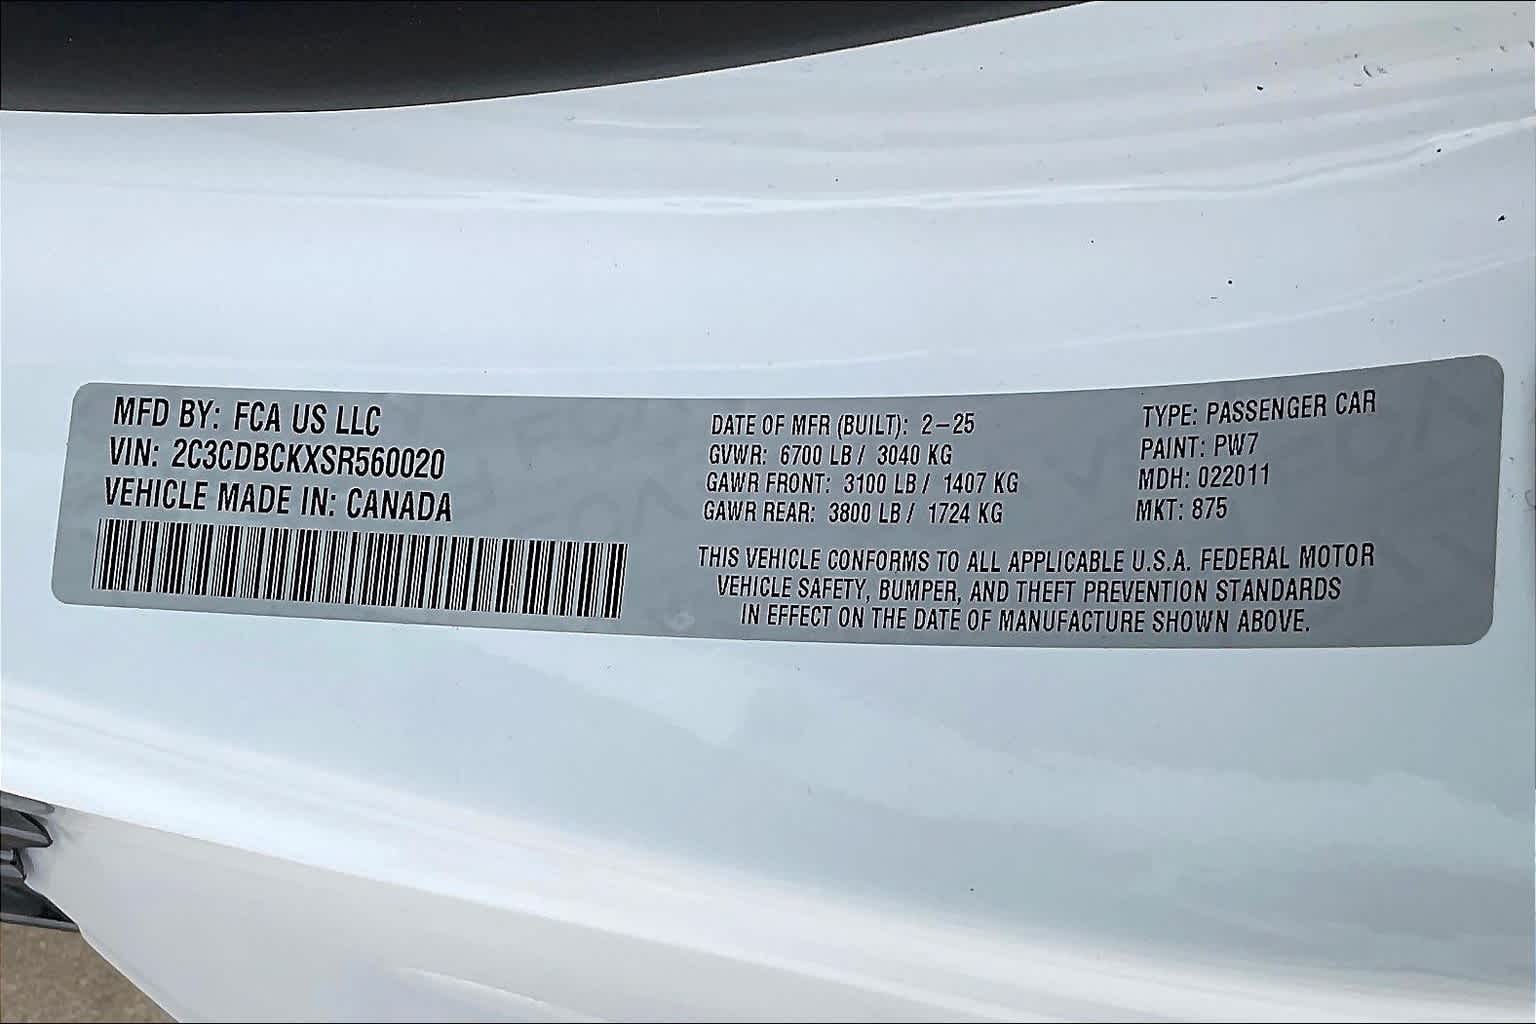 MFD BY: FCA US LLC
VIN: 2C3CDBCKXSR560020
VEHICLE MADE IN: CANADA
DATE OF MFR (BUILT): 2-25
GVWR: 6700 LB / 3040 KG
GAWR FRONT: 3100 LB / 1407 KG
GAWR REAR: 3800 LB / 1724 KG
TYPE: PASSENGER CAR
PAINT: PW7
MDH: 022011
MKT: 875
THIS VEHICLE CONFORMS TO ALL APPLICABLE U.S.A. FEDERAL MOTOR
VEHICLE SAFETY, BUMPER, AND THEFT PREVENTION STANDARDS
IN EFFECT ON THE DATE OF MANUFACTURE SHOWN ABOVE.